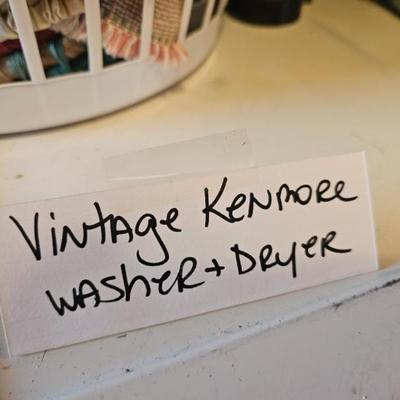 Vintage Kenmore
Washer + Dryer